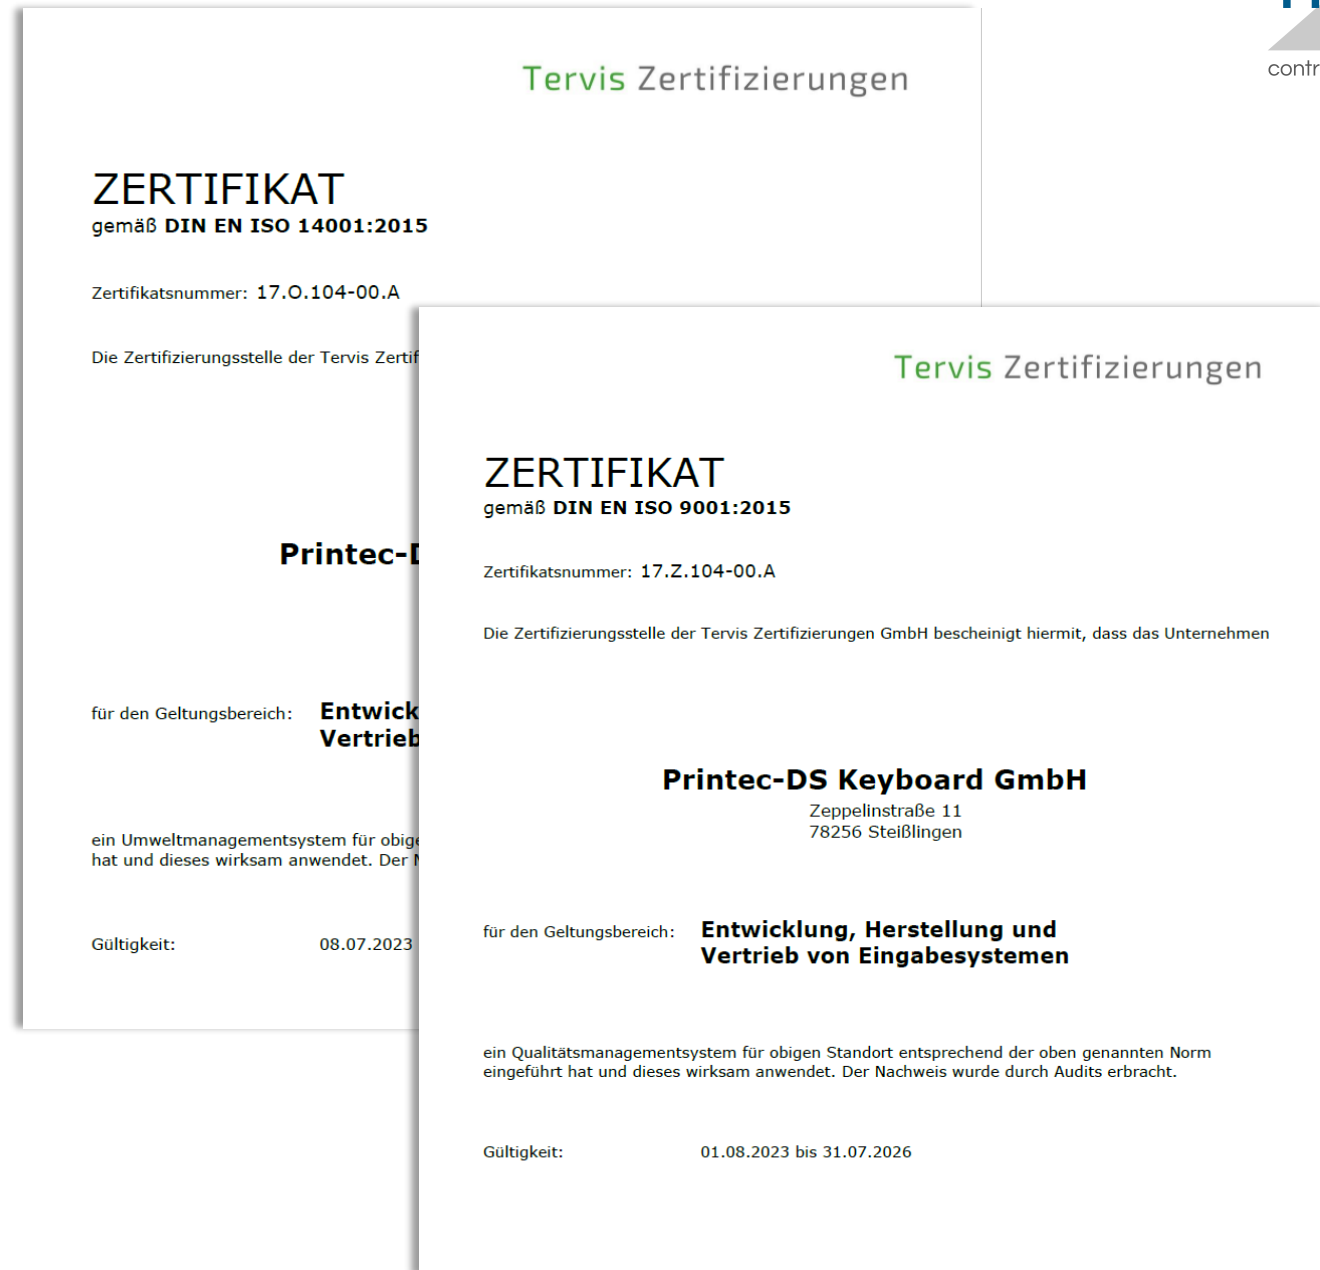 contr
Tervis Zertifizierungen
ZERTIFIKAT
gemäß DIN EN ISO 14001:2015
Zertifikatsnummer: 17.O.104-00.A
Die Zertifizierungsstelle der Tervis Zertif
Printec-D
für den Geltungsbereich: Entwick
Vertrieb
ein Umweltmanagementsystem für obige
hat und dieses wirksam anwendet. Der
Gültigkeit: 08.07.2023
Tervis Zertifizierungen
ZERTIFIKAT
gemäß DIN EN ISO 9001:2015
Zertifikatsnummer: 17.Z.104-00.A
Die Zertifizierungsstelle der Tervis Zertifizierungen GmbH bescheinigt hiermit, dass das Unternehmen
Printec-DS Keyboard GmbH
Zeppelinstraße 11
78256 Steißlingen
für den Geltungsbereich: Entwicklung, Herstellung und
Vertrieb von Eingabesystemen
ein Qualitätsmanagementsystem für obigen Standort entsprechend der oben genannten Norm
eingeführt hat und dieses wirksam anwendet. Der Nachweis wurde durch Audits erbracht.
Gültigkeit: 01.08.2023 bis 31.07.2026